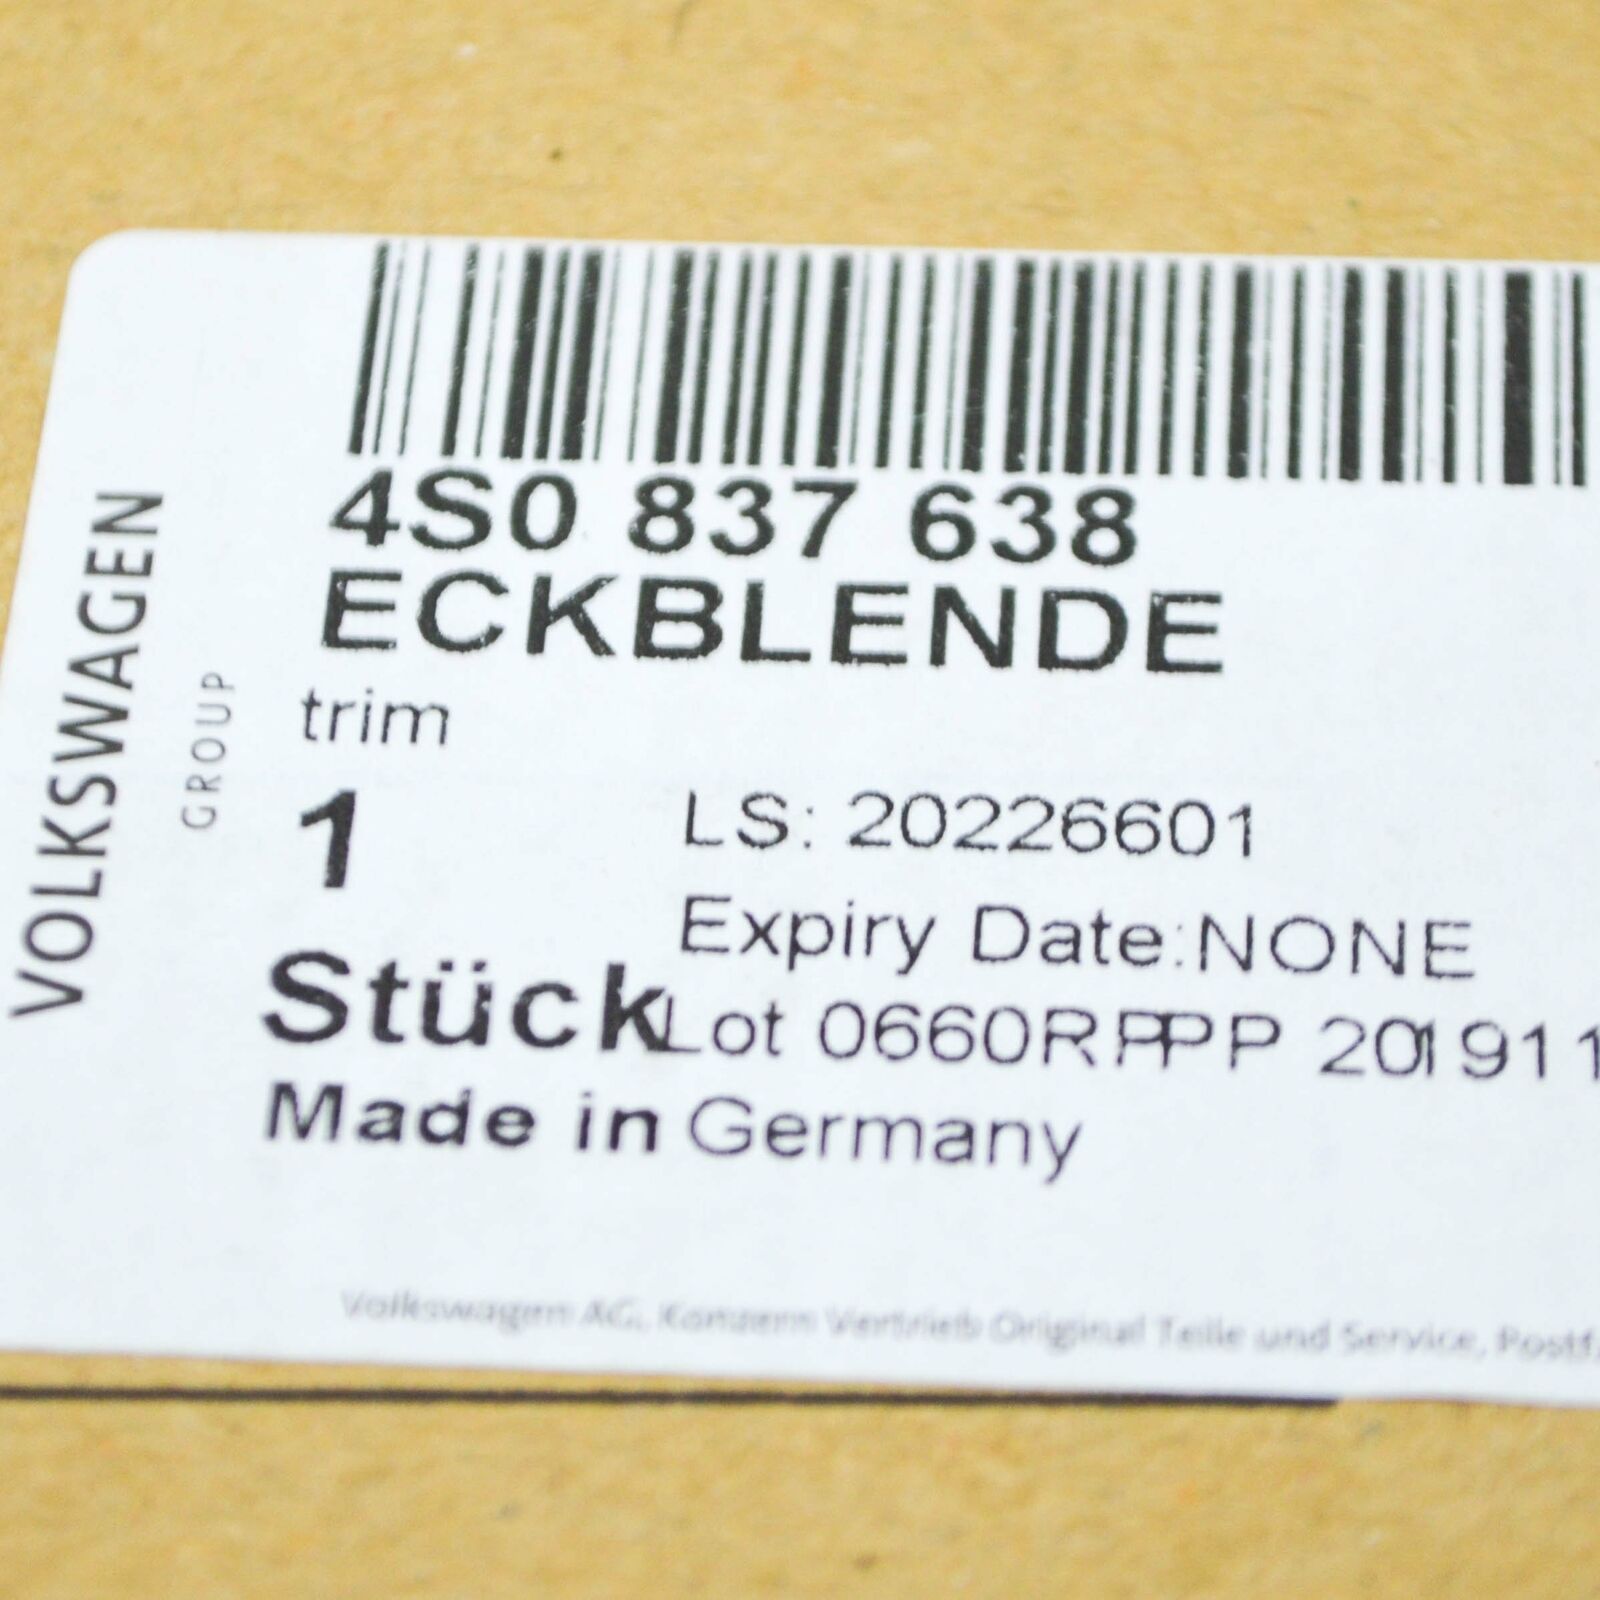 VOLKSWAGEN
GROUP
4S0 837 638
ECKBLENDE
trim
1
LS: 20226601
Expiry Date:NONE
Stück
Lot 0660RPPP 201911
Made in Germany
Volkswagen AG, Konzern Vertrieb Original Teile und Service,